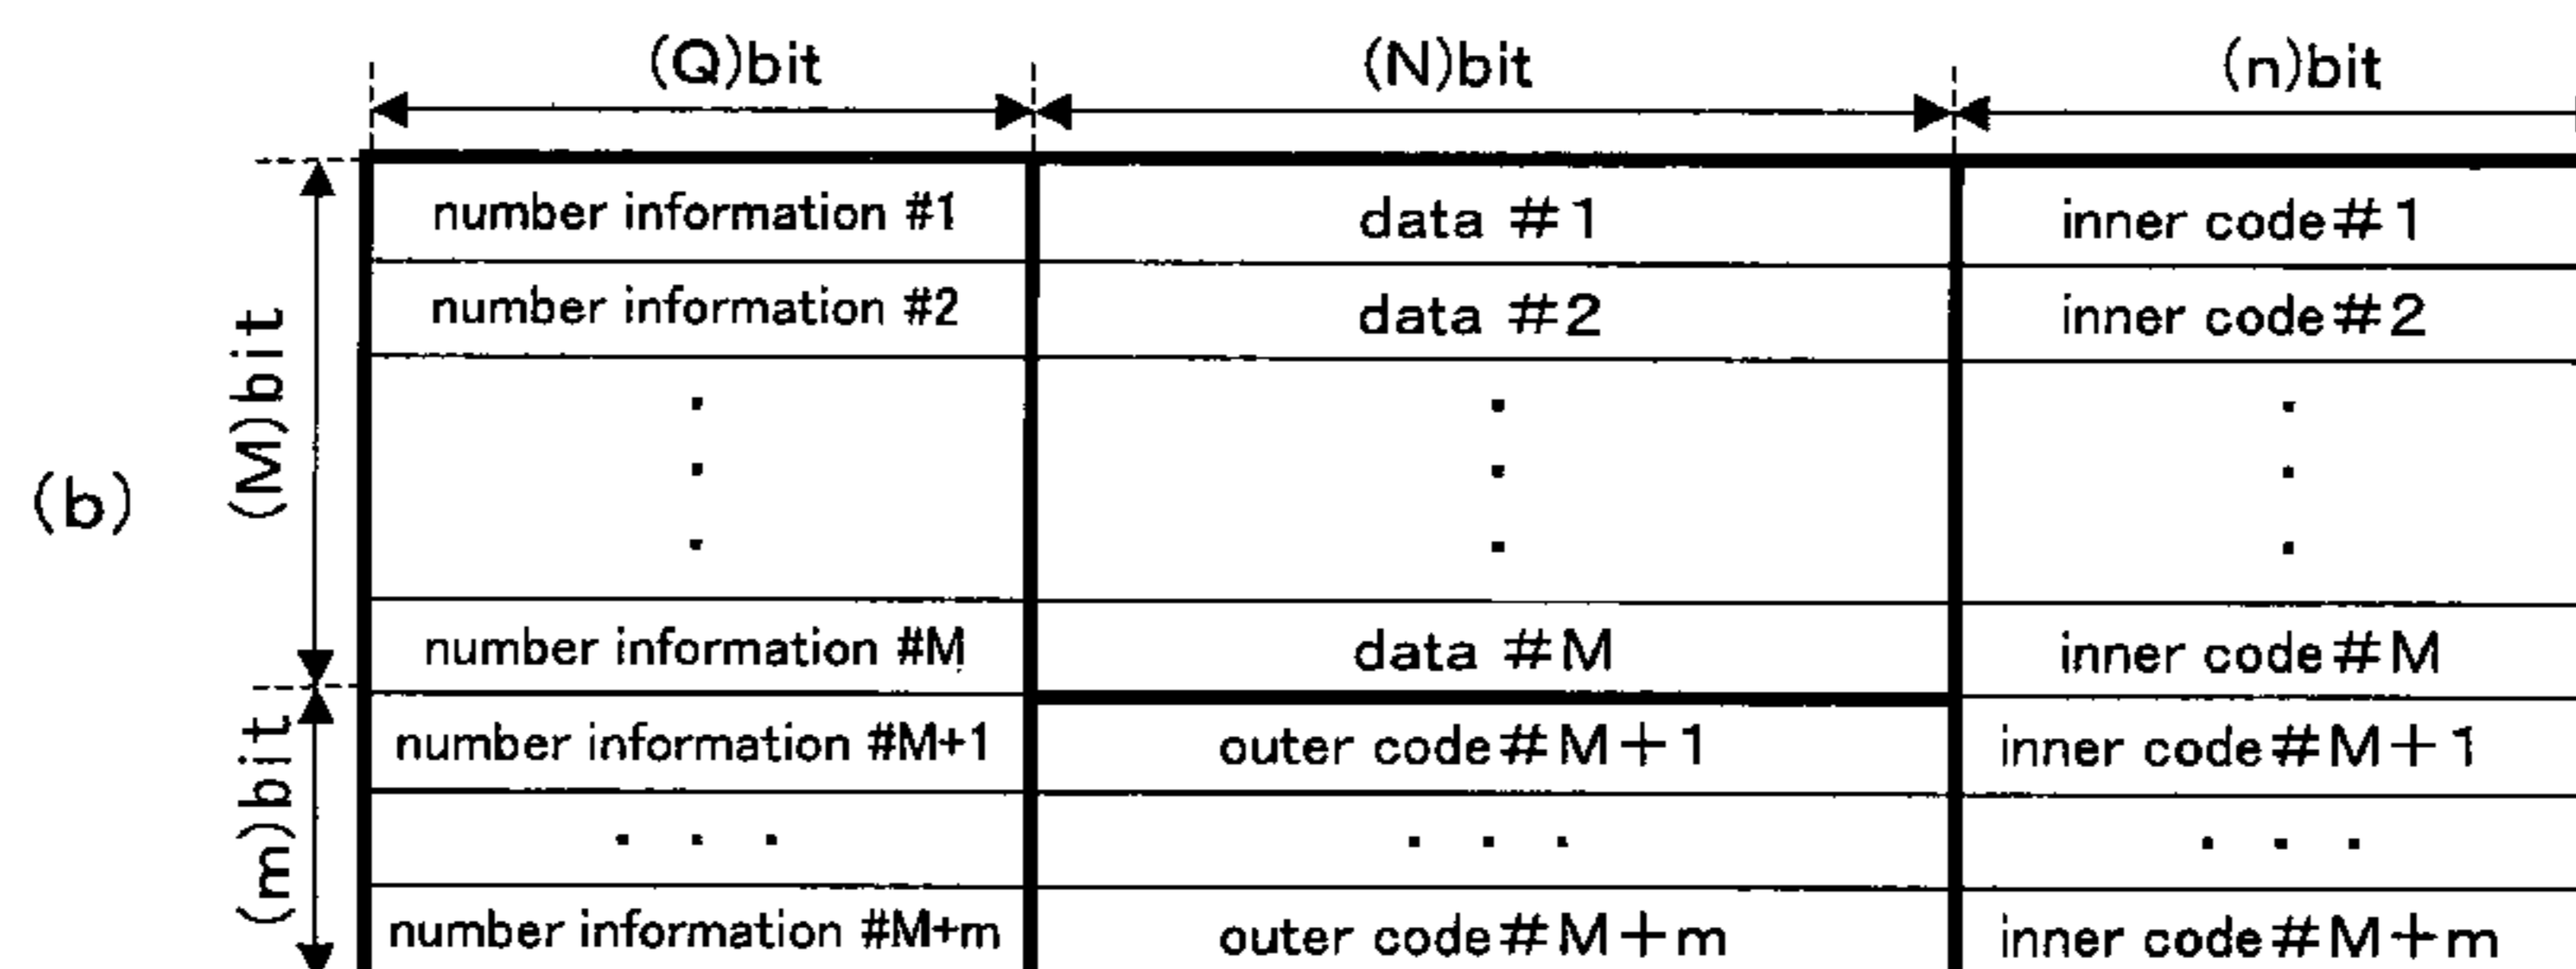 (Q)bit (N)bit (n)bit
number information #1 data #1 inner code#1
number information #2 data #2 inner code#2
(M)bit
(b)
number information #M data #M inner code#M
number information #M+1 outer code#M+1 inner code#M+1
(m)bit
number information #M+m outer code#M+m inner code#M+m